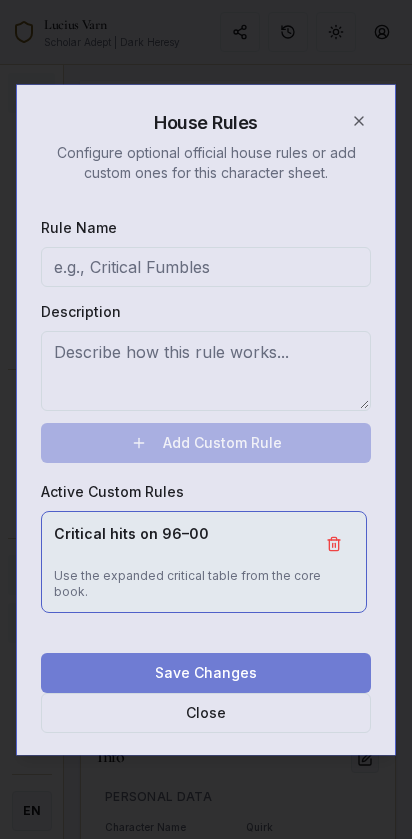 Lucius Varn
Scholar Adept | Dark Heresy
House Rules
Configure optional official house rules or add
custom ones for this character sheet.
Rule Name
e.g., Critical Fumbles
Description
Describe how this rule works...
Add Custom Rule
Active Custom Rules
Critical hits on 96–00
Use the expanded critical table from the core
book.
Save Changes
Close
Info
PERSONAL DATA
EN
Character Name
Quirk